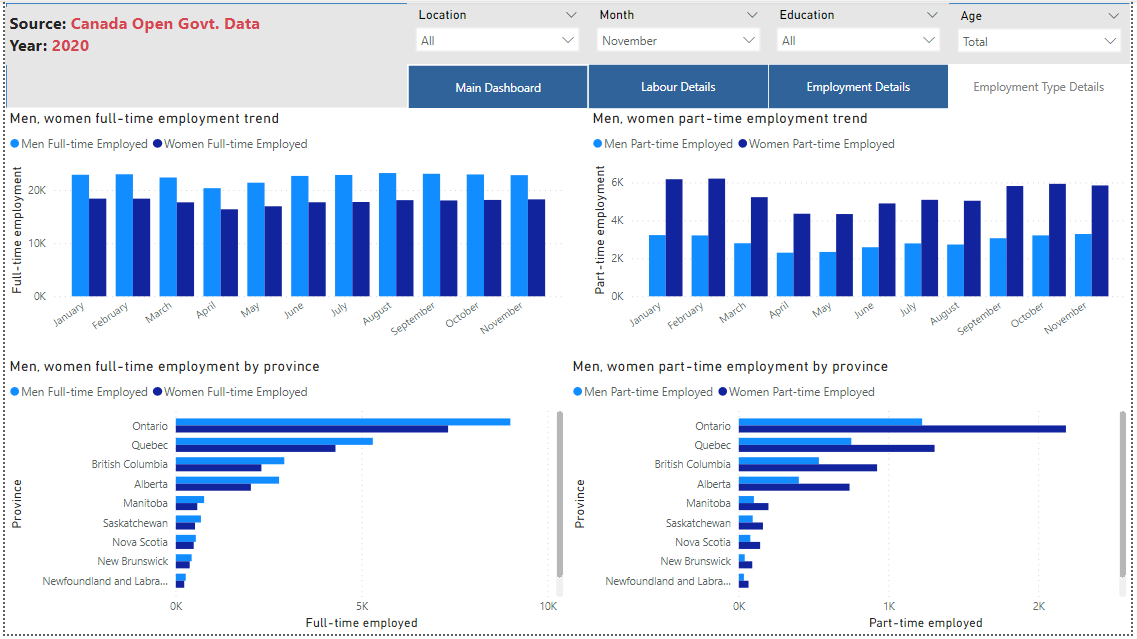 Source: Canada Open Govt. Data
Year: 2020
Location
All
Month
November
Education
All
Age
Total
Main Dashboard
Labour Details
Employment Details
Employment Type Details
Men, women full-time employment trend
Men Full-time Employed Women Full-time Employed
Full-time employment
20K
10K
0K
January February March April May June July August September October November
Men, women part-time employment trend
Men Part-time Employed Women Part-time Employed
Part-time employment
6K
4K
2K
0K
January February March April May June July August September October November
Men, women full-time employment by province
Men Full-time Employed Women Full-time Employed
Province
Ontario
Quebec
British Columbia
Alberta
Manitoba
Saskatchewan
Nova Scotia
New Brunswick
Newfoundland and Labra...
0K 5K 10K
Full-time employed
Men, women part-time employment by province
Men Part-time Employed Women Part-time Employed
Province
Ontario
Quebec
British Columbia
Alberta
Manitoba
Saskatchewan
Nova Scotia
New Brunswick
Newfoundland and Labra...
0K 1K 2K
Part-time employed